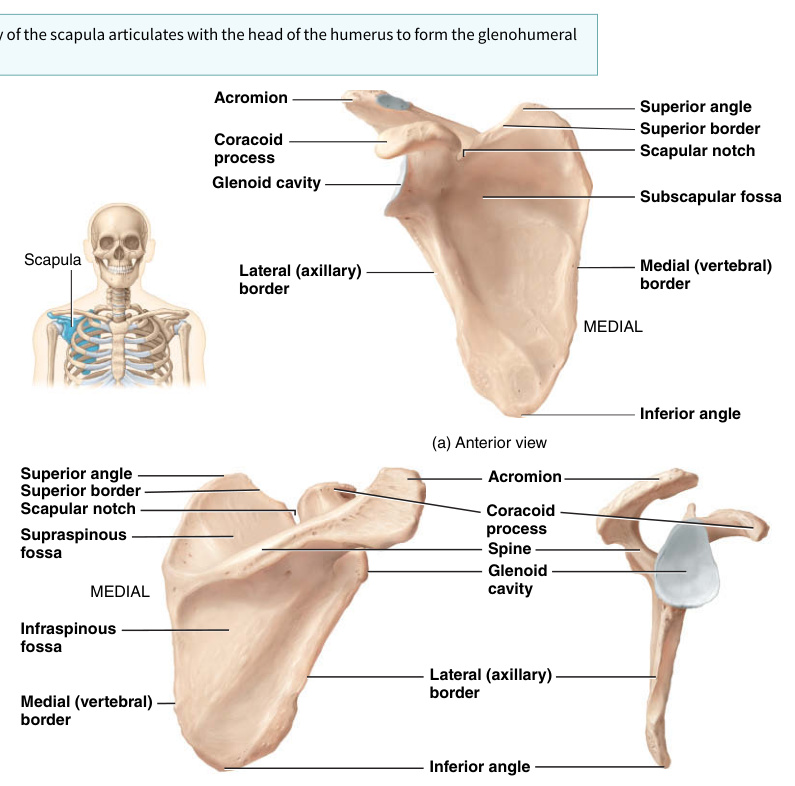 of the scapula articulates with the head of the humerus to form the glenohumeral
Acromion
Coracoid
process
Glenoid cavity
Lateral (axillary)
border
Superior angle
Superior border
Scapular notch
Subscapular fossa
Medial (vertebral)
border
MEDIAL
Inferior angle
Scapula
(a) Anterior view
Superior angle
Superior border
Scapular notch
Supraspinous
fossa
MEDIAL
Infraspinous
fossa
Medial (vertebral)
border
Acromion
Coracoid
process
Spine
Glenoid
cavity
Lateral (axillary)
border
Inferior angle